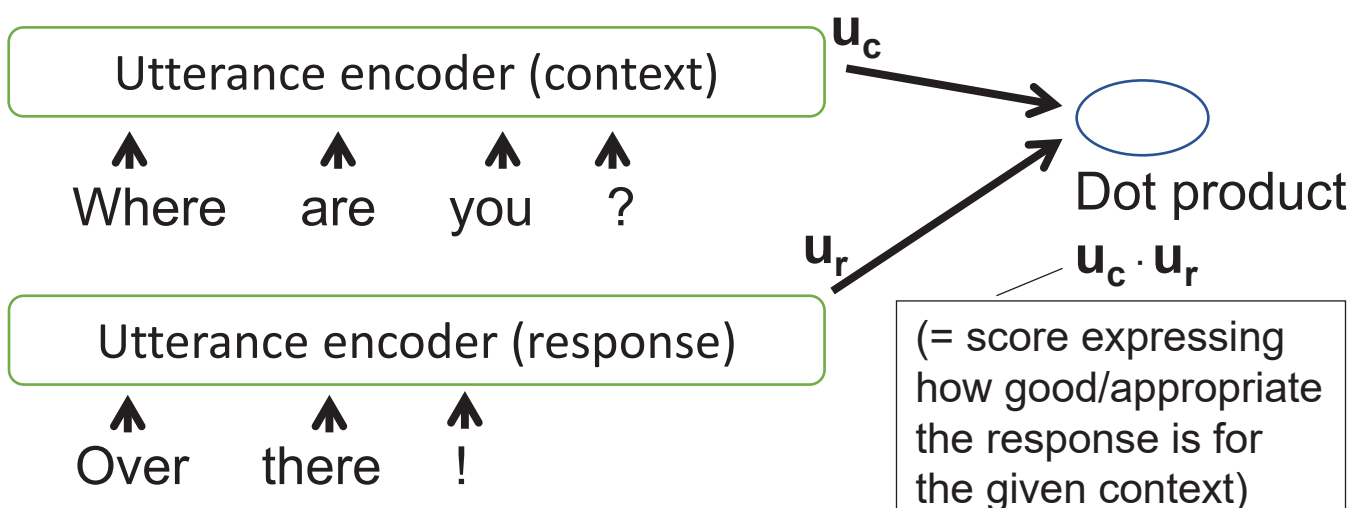 Utterance encoder (context)
Where are you ?
Utterance encoder (response)
Over there !
u_c
u_r
Dot product
u_c · u_r
(= score expressing
how good/appropriate
the response is for
the given context)